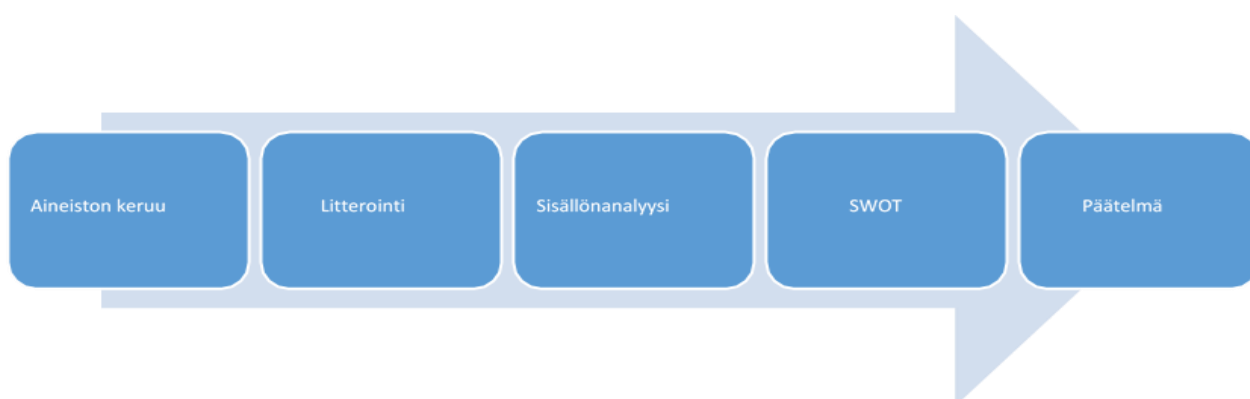 Aineiston keruu
Litterointi
Sisällönanalyysi
SWOT
Päätelmä